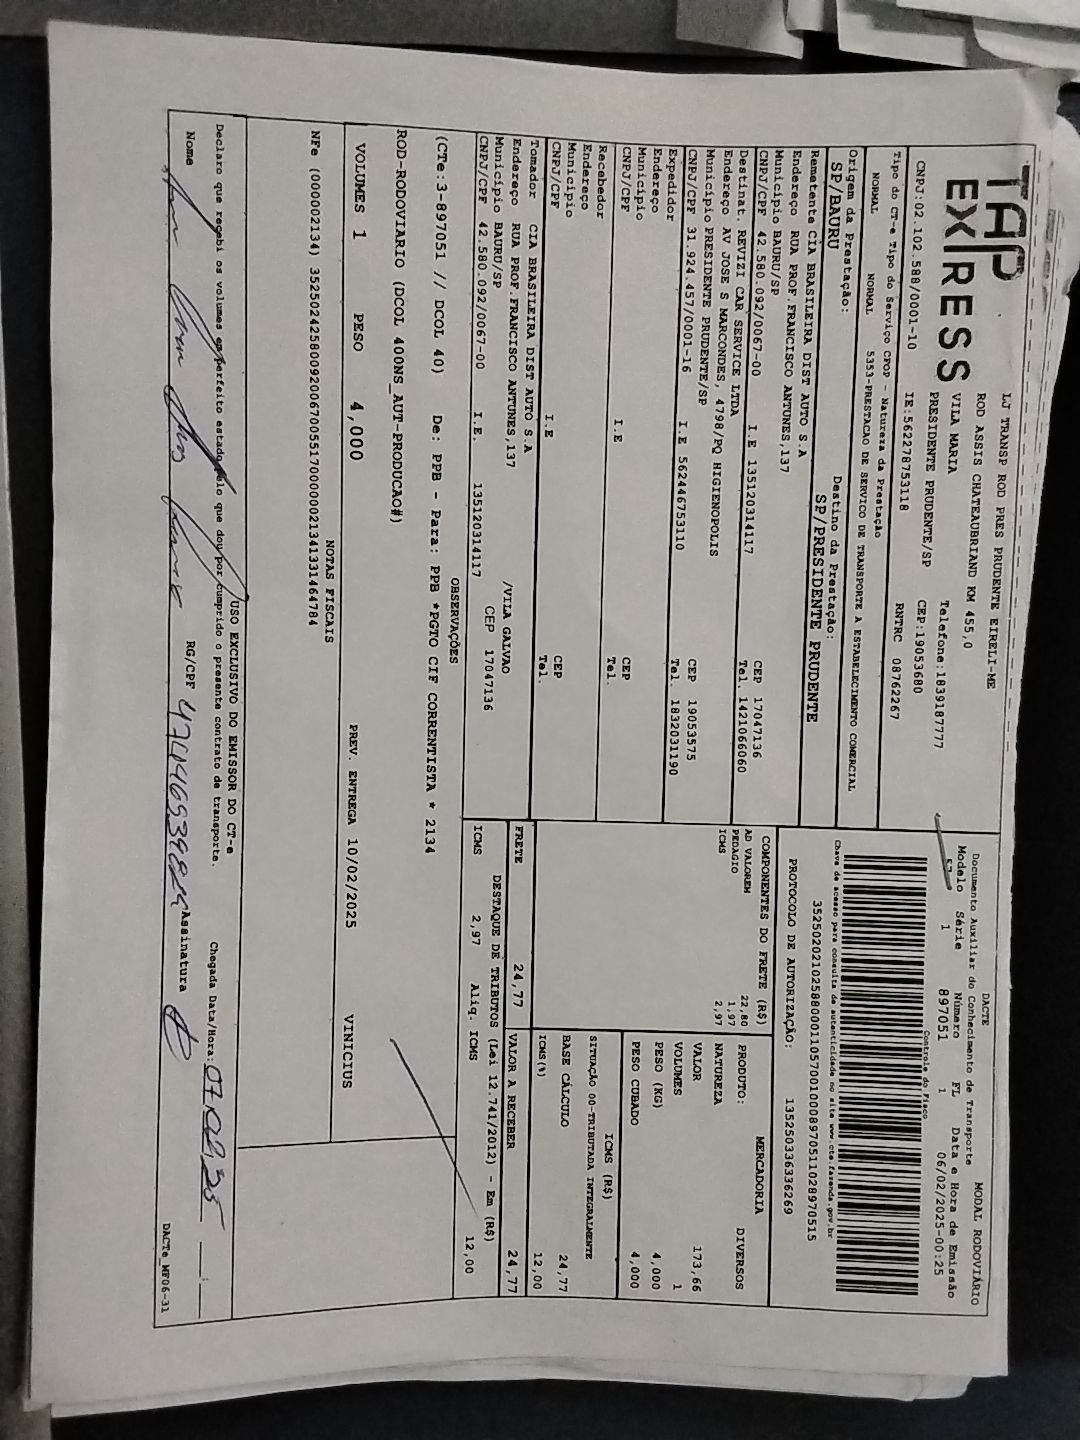 TAP
EXPRESS
LJ TRANSP ROD PRES PRUDENTE EIRELI-ME
ROD ASSIS CHATEAUBRIAND KM 455,0
VILA MARIA Telefone:1839187777
PRESIDENTE PRUDENTE/SP CEP:19053680
CNPJ:02.102.588/0001-10 IE:562278753118 RNTRC 08762267
Tipo do CT-e Tipo do Serviço CFOP - Natureza da Prestação
NORMAL NORMAL 5353-PRESTACAO DE SERVICO DE TRANSPORTE A ESTABELECIMENTO COMERCIAL
Origem da Prestação: Destino da Prestação:
SP/BAURU SP/PRESIDENTE PRUDENTE
DACTE MODAL RODOVIÁRIO
Documento Auxiliar do Conhecimento de Transporte
Modelo Série Número FL Data e Hora de Emissão
57 1 897051 1 06/02/2025-00:25
Controle do Fisco
Chave de acesso para consulta de autenticidade no site www.cte.fazenda.gov.br
PROTOCOLO DE AUTORIZAÇÃO: 135250336336269
Remetente CIA BRASILEIRA DIST AUTO S.A
Endereço RUA PROF.FRANCISCO ANTUNES,137
Município BAURU/SP CEP 17047136
CNPJ/CPF 42.580.092/0067-00 I.E 135120314117 Tel. 1421066060
Destinat. REVIZI CAR SERVICE LTDA
Endereço AV JOSE S MARCONDES, 4798/PQ HIGIENOPOLIS
Município PRESIDENTE PRUDENTE/SP CEP 19053575
CNPJ/CPF 31.924.457/0001-16 I.E 562446753110 Tel. 1832031190
Expedidor
Endereço
Município CEP
CNPJ/CPF I.E Tel.
Recebedor
Endereço
Município CEP
CNPJ/CPF I.E Tel.
Tomador CIA BRASILEIRA DIST AUTO S.A
Endereço RUA PROF.FRANCISCO ANTUNES,137 /VILA GALVAO
Município BAURU/SP CEP 17047136
CNPJ/CPF 42.580.092/0067-00 I.E. 135120314117
COMPONENTES DO FRETE (R$)
AD VALOREM 22,80
PEDAGIO 1,97
ICMS 2,97
MERCADORIA
PRODUTO: DIVERSOS
NATUREZA
VALOR 173,66
VOLUMES 1
PESO (KG) 4,000
PESO CUBADO 4,000
ICMS (R$)
SITUAÇÃO 00-TRIBUTADA INTEGRALMENTE
BASE CÁLCULO 24,77
ICMS(%) 12,00
FRETE 24,77 VALOR A RECEBER 24,77
DESTAQUE DE TRIBUTOS (Lei 12.741/2012) - Em (R$)
ICMS 2,97 Aliq. ICMS 12,00
OBSERVAÇÕES
(CTe:3-897051 // DCOL 40) De: PPB - Para: PPB *PGTO CIF CORRENTISTA * 2134
ROD-RODOVIARIO (DCOL 400NS_AUT-PRODUCAO#)
VOLUMES 1 PESO 4,000 PREV. ENTREGA 10/02/2025 VINICIUS
NOTAS FISCAIS
NFe (000002134)
USO EXCLUSIVO DO EMISSOR DO CT-e
Declaro que recebi os volumes em perfeito estado pelo que dou por cumprido o presente contrato de transporte.
Chegada Data/Hora: 07.02.25
Nome RG/CPF Assinatura
DACTe_MF06-31